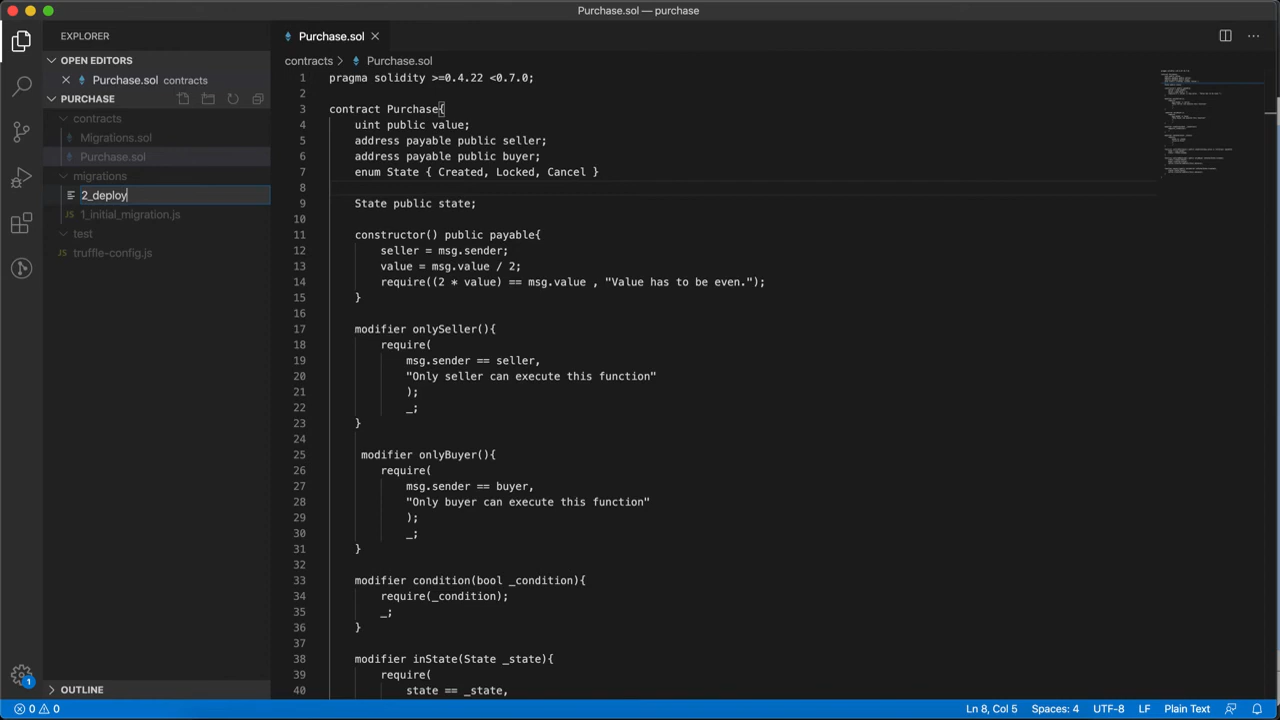 Purchase.sol — purchase
EXPLORER
OPEN EDITORS
Purchase.sol contracts
PURCHASE
contracts
Migrations.sol
Purchase.sol
migrations
2_deploy
1_initial_migration.js
test
JS truffle-config.js
OUTLINE
1
Purchase.sol
contracts > Purchase.sol
1 pragma solidity >=0.4.22 <0.7.0;
2
3 contract Purchase{
4 uint public value;
5 address payable public seller;
6 address payable public buyer;
7 enum State { Created, Locked, Cancel }
8
9 State public state;
10
11 constructor() public payable{
12 seller = msg.sender;
13 value = msg.value / 2;
14 require((2 * value) == msg.value , "Value has to be even.");
15 }
16
17 modifier onlySeller(){
18 require(
19 msg.sender == seller,
20 "Only seller can execute this function"
21 );
22 _;
23 }
24
25 modifier onlyBuyer(){
26 require(
27 msg.sender == buyer,
28 "Only buyer can execute this function"
29 );
30 _;
31 }
32
33 modifier condition(bool _condition){
34 require(_condition);
35 _;
36 }
37
38 modifier inState(State _state){
39 require(
40 state == _state,
0 0 Ln 8, Col 5 Spaces: 4 UTF-8 LF Plain Text